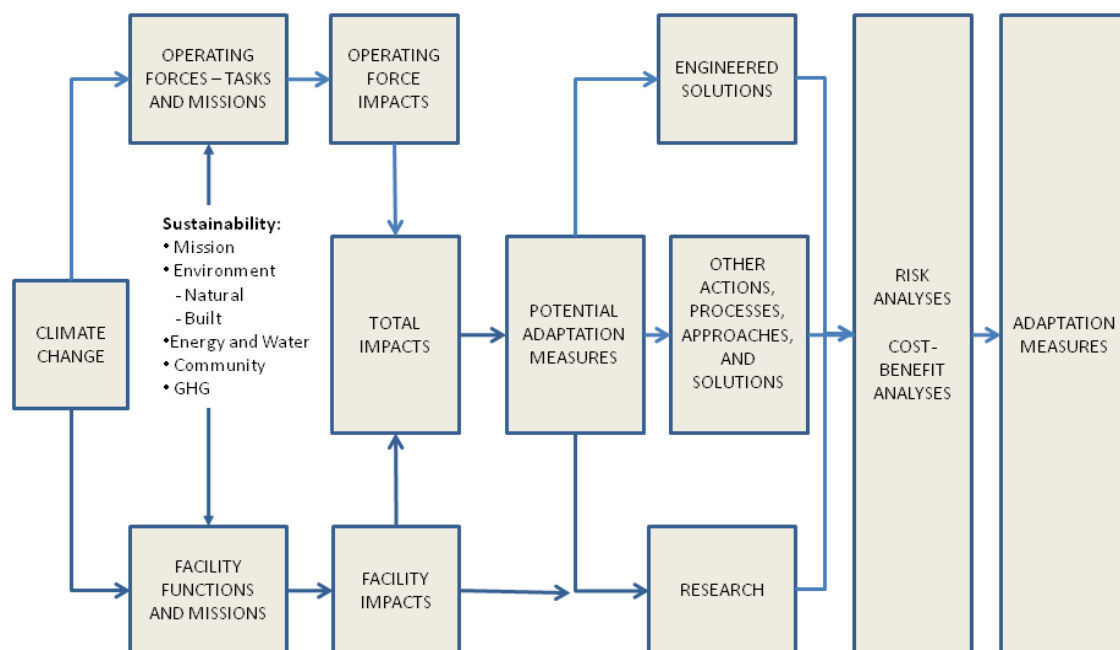 OPERATING
FORCES – TASKS
AND MISSIONS
OPERATING
FORCE
IMPACTS
ENGINEERED
SOLUTIONS
Sustainability:
• Mission
• Environment
- Natural
- Built
•Energy and Water
• Community
• GHG
CLIMATE
CHANGE
TOTAL
IMPACTS
POTENTIAL
ADAPTATION
MEASURES
OTHER
ACTIONS,
PROCESSES,
APPROACHES,
AND
SOLUTIONS
RISK
ANALYSES
COST-
BENEFIT
ANALYSES
ADAPTATION
MEASURES
FACILITY
FUNCTIONS
AND MISSIONS
FACILITY
IMPACTS
RESEARCH